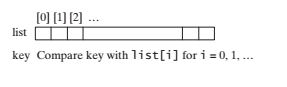 [0] [1] [2] …
list
key Compare key with list[i] for i = 0, 1, …